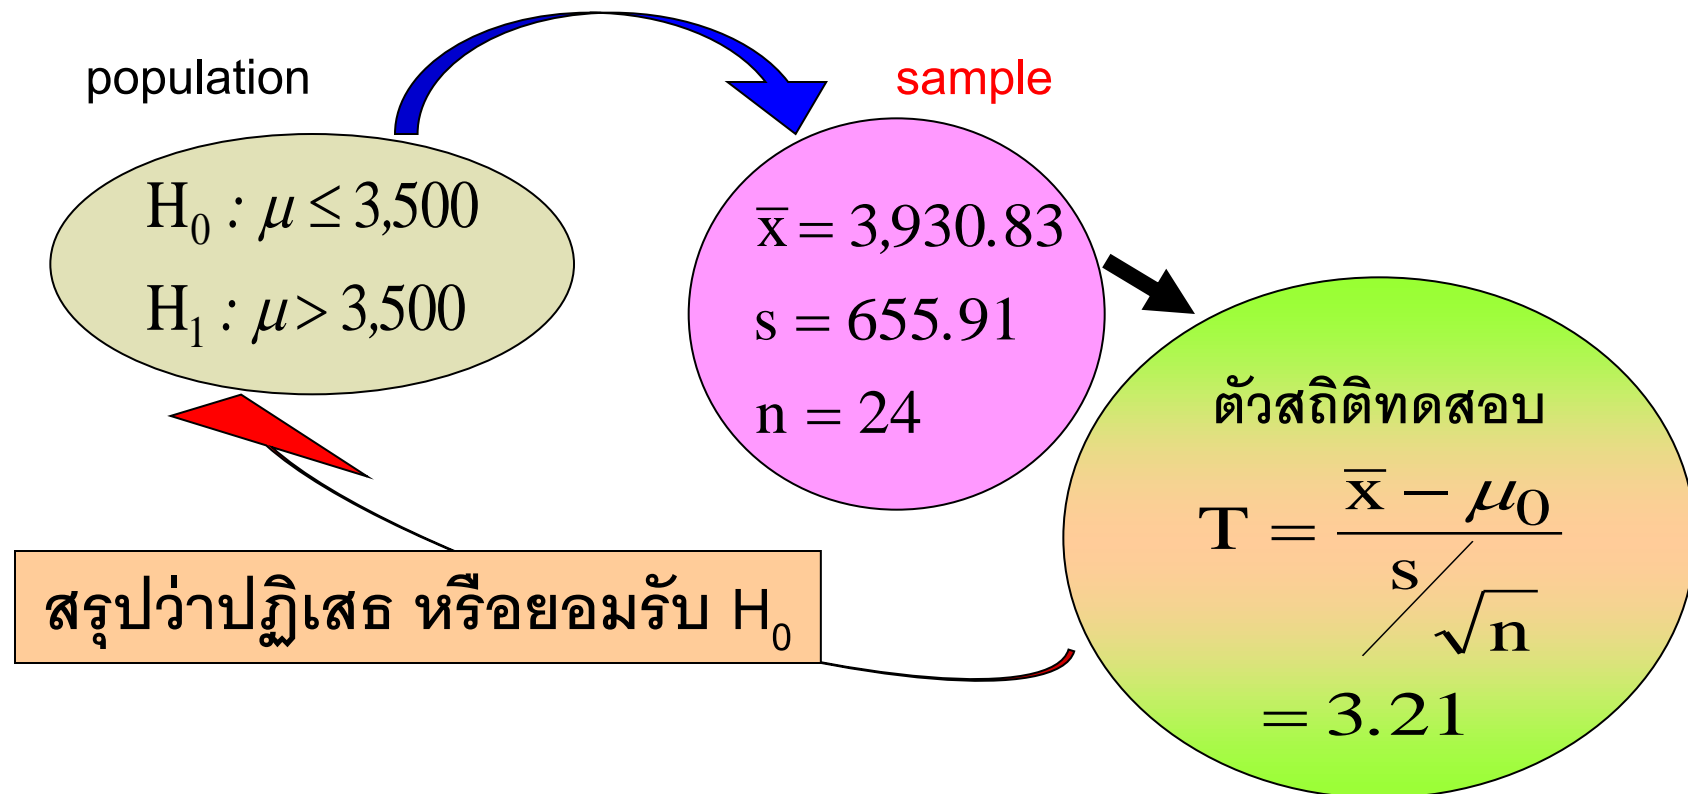 population
H₀ : μ ≤ 3,500
H₁ : μ > 3,500
sample
x̄ = 3,930.83
s = 655.91
n = 24
ตัวสถิติทดสอบ
T = (x̄ − μ₀) / (s/√n)
= 3.21
สรุปว่าปฏิเสธ หรือยอมรับ H₀